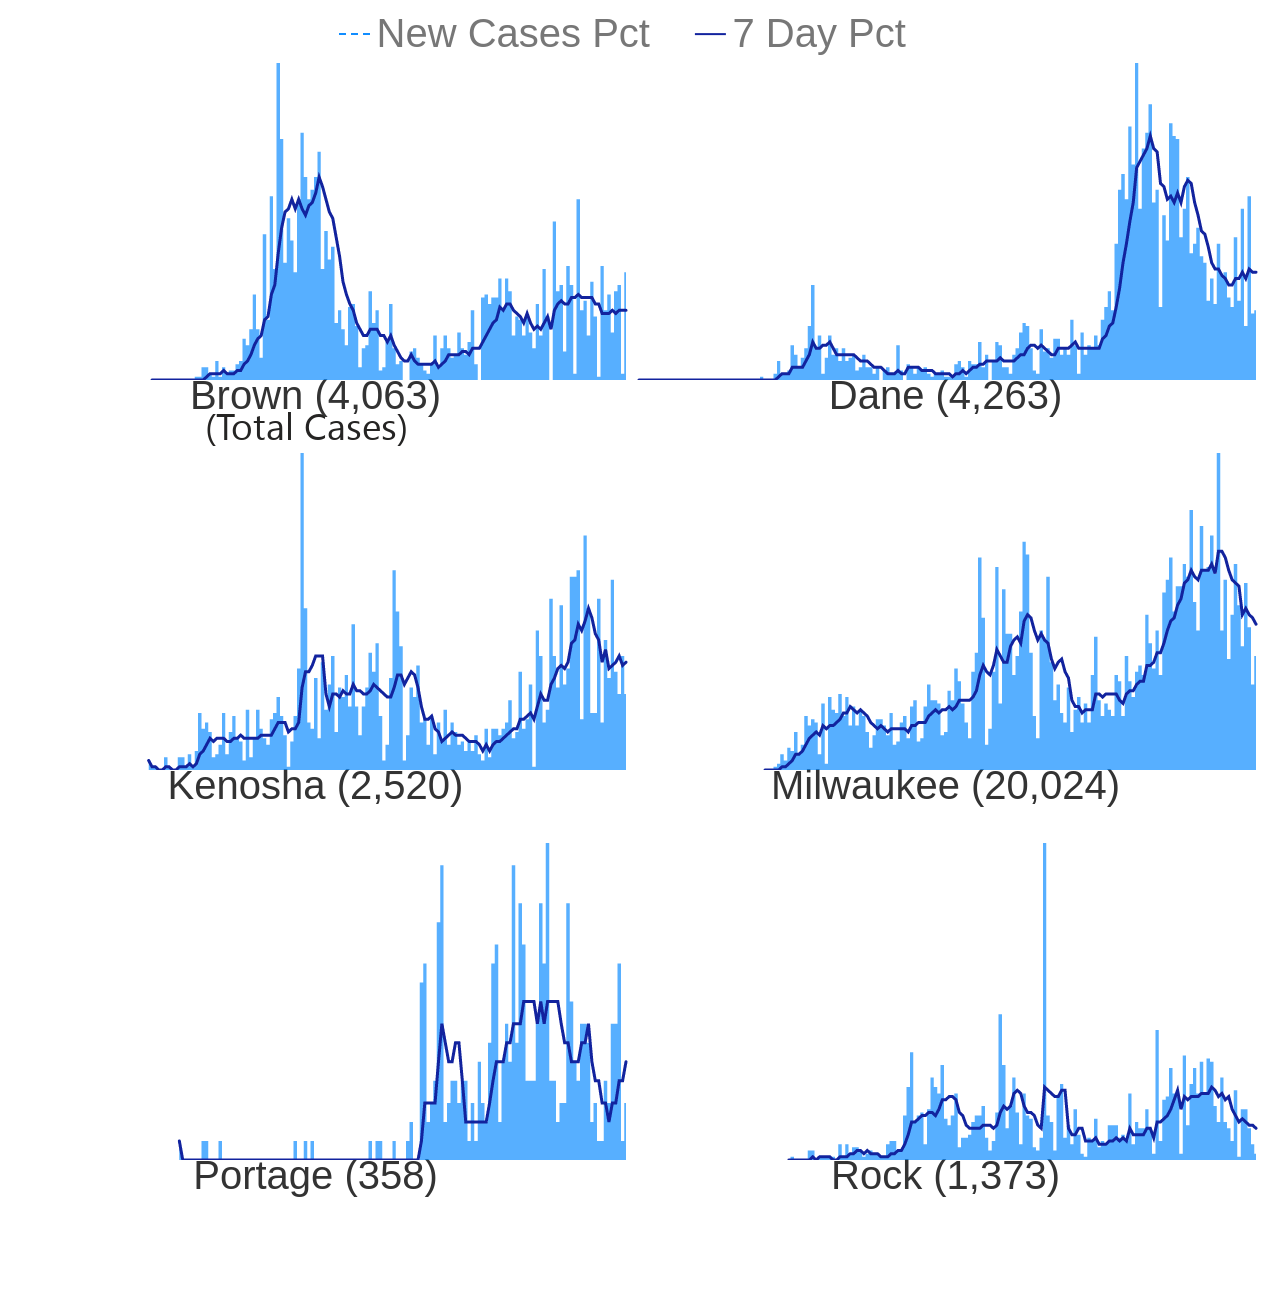 New Cases Pct 7 Day Pct
Brown (4,063) Dane (4,263)
(Total Cases)
Kenosha (2,520) Milwaukee (20,024)
Portage (358) Rock (1,373)